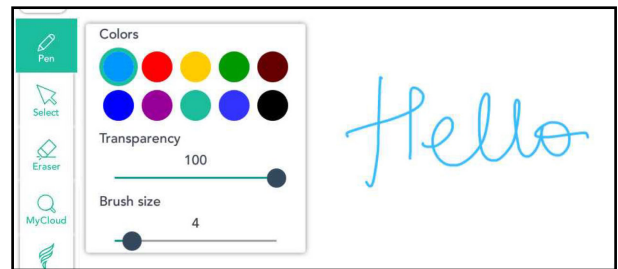 Pen
Select
Eraser
MyCloud
Colors
Transparency
100
Brush size
4
Hello